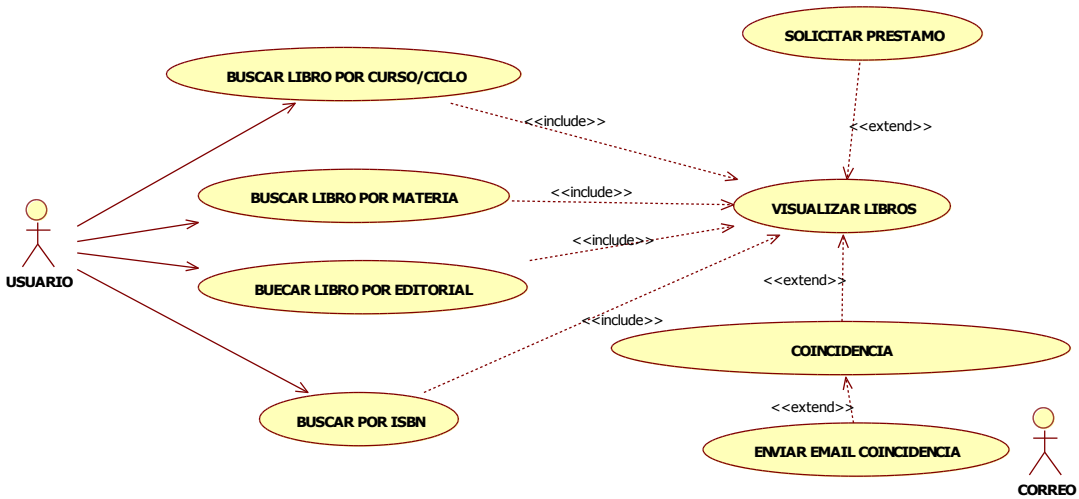 SOLICITAR PRESTAMO
BUSCAR LIBRO POR CURSO/CICLO
<<include>>
<<extend>>
BUSCAR LIBRO POR MATERIA
<<include>>
VISUALIZAR LIBROS
<<include>>
USUARIO
BUECAR LIBRO POR EDITORIAL
<<extend>>
<<include>>
COINCIDENCIA
<<extend>>
BUSCAR POR ISBN
ENVIAR EMAIL COINCIDENCIA
CORREO